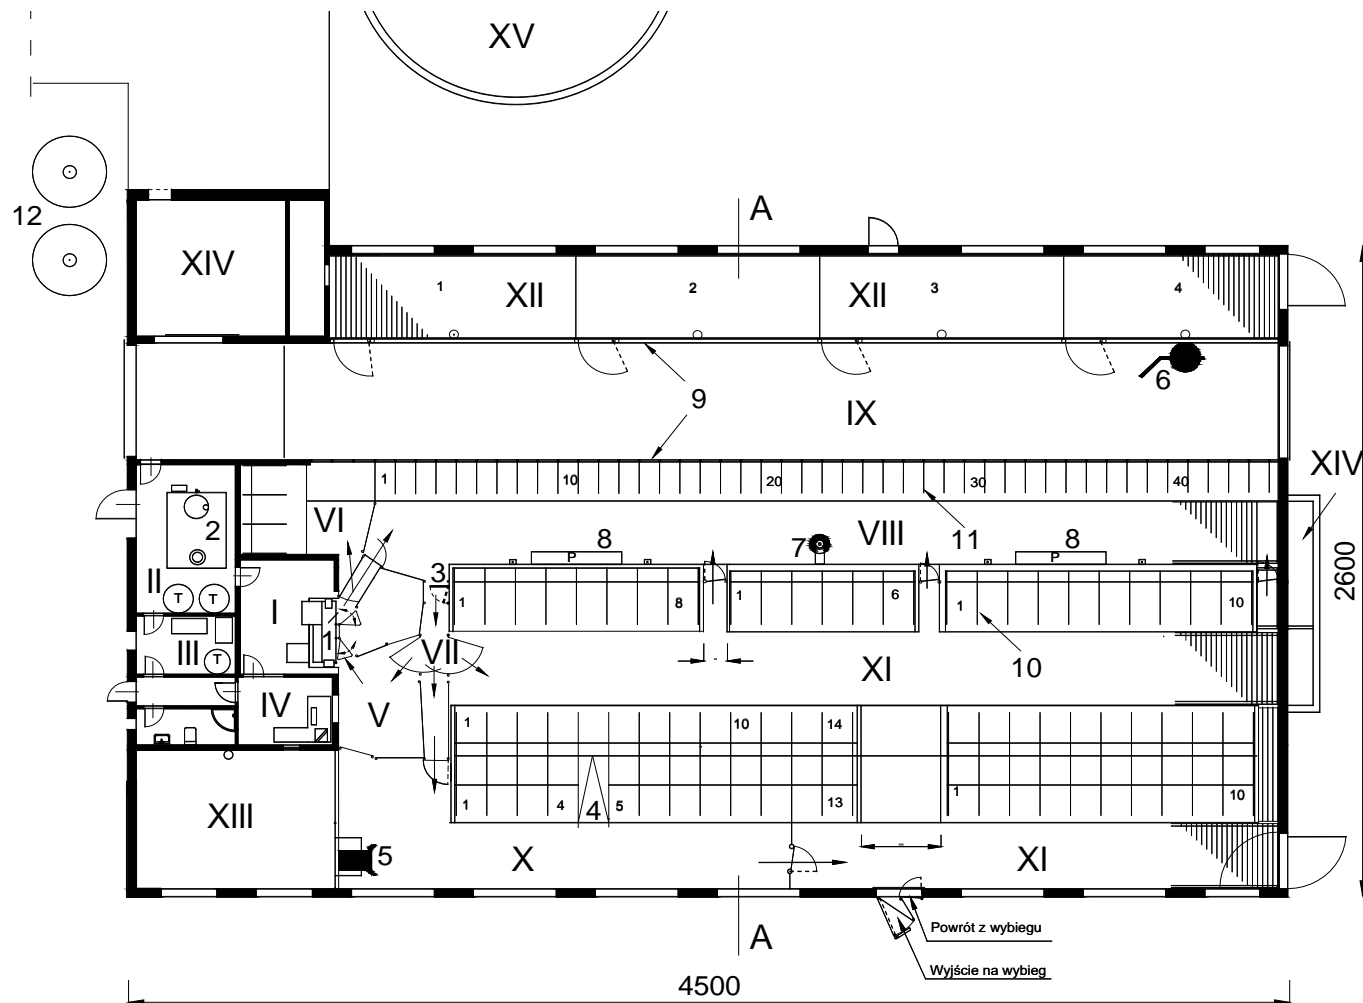 XV
12
A
XIV
XII
XII
1
2
3
4
6
9
IX
XIV
1
10
20
30
40
VI
2
VIII
11
8
7
8
P
P
II
3
I
1
8
1
6
1
10
2600
T
T
III
T
1
VII
10
XI
IV
V
1
10
14
XIII
1
4
4
5
13
1
10
5
X
XI
A
Powrót z wybiegu
Wyjście na wybieg
4500